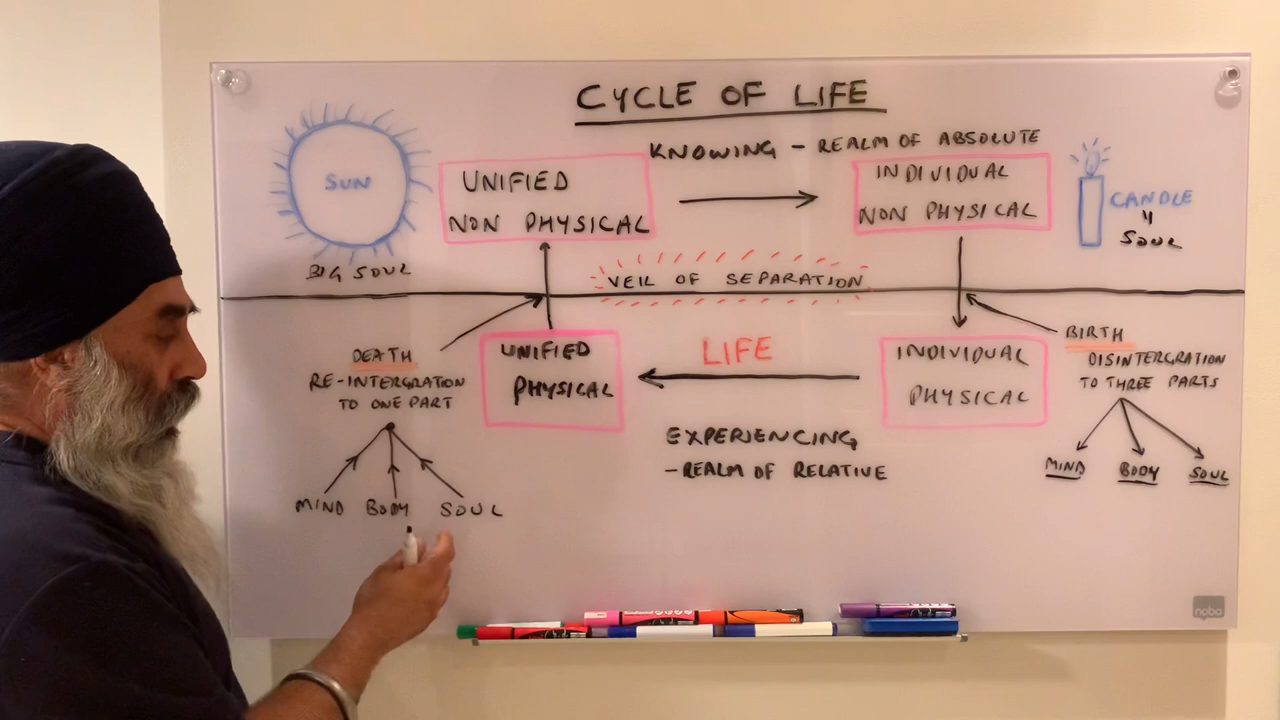 CYCLE OF LIFE
KNOWING - REALM OF ABSOLUTE
SUN
BIG SOUL
UNIFIED
NON PHYSICAL
INDIVIDUAL
NON PHYSICAL
CANDLE
"
SOUL
VEIL OF SEPARATION
DEATH
RE-INTERGRATION
TO ONE PART
MIND BODY SOUL
UNIFIED
PHYSICAL
LIFE
EXPERIENCING
- REALM OF RELATIVE
INDIVIDUAL
PHYSICAL
BIRTH
DISINTERGRATION
TO THREE PARTS
MIND BODY SOUL
nobo